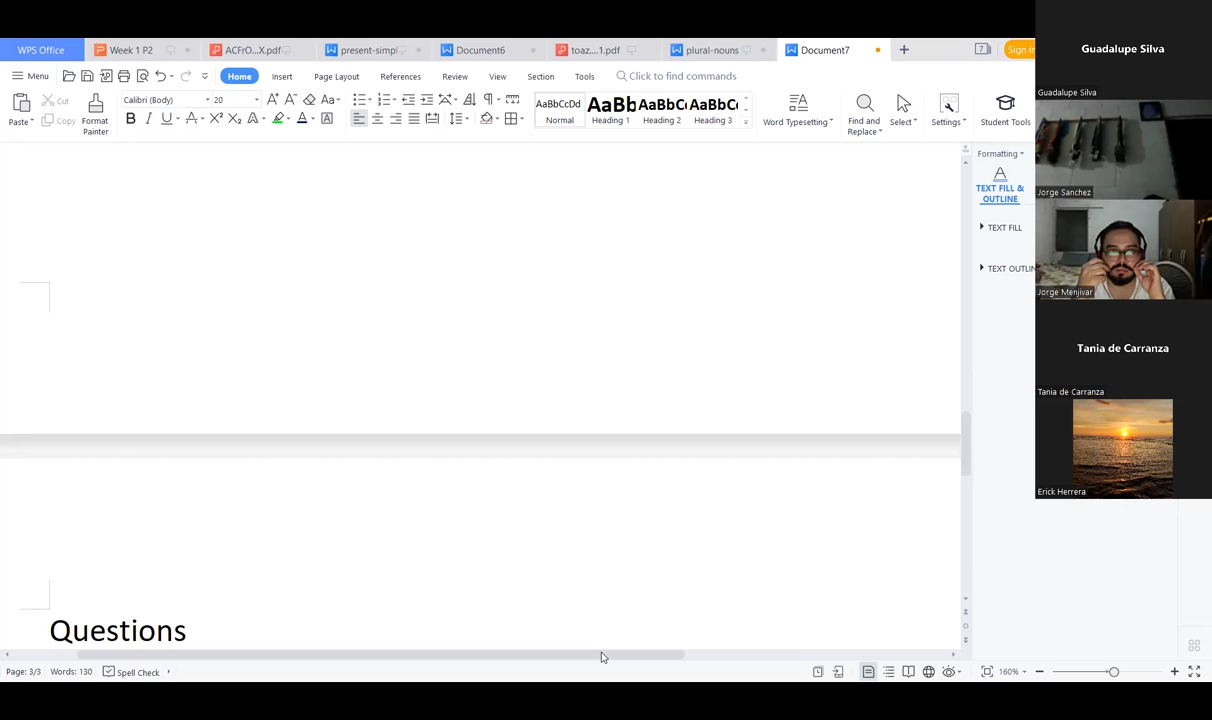 WPS Office
Week 1 P2
ACFrO...X.pdf
present-simpl
Document6
toaz....1.pdf
plural-nouns
Document7
7
Sign in
Menu
Home
Insert
Page Layout
References
Review
View
Section
Tools
Click to find commands
Paste
Cut
Copy
Format
Painter
Calibri (Body)
20
AaBbCcDd
Normal
AaBb
Heading 1
AaBbC
Heading 2
AaBbC
Heading 3
Word Typesetting
Find and
Replace
Select
Settings
Student Tools
Formatting
TEXT FILL &
OUTLINE
TEXT FILL
TEXT OUTLIN
Guadalupe Silva
Guadalupe Silva
Jorge Sanchez
Jorge Menjivar
Tania de Carranza
Tania de Carranza
Erick Herrera
Questions
Page: 3/3
Words: 130
Spell Check
160%